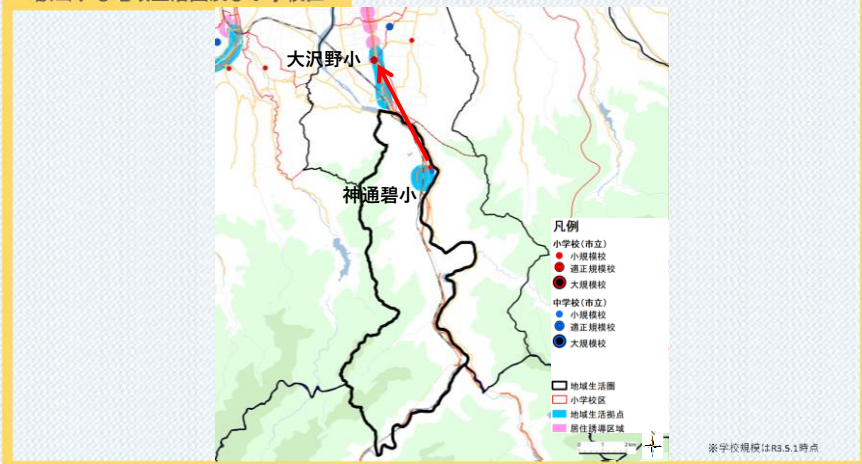 大沢野小
神通碧小
凡例
小学校(市立)
小規模校
適正規模校
大規模校
中学校(市立)
小規模校
適正規模校
大規模校
地域生活圏
小学校区
地域生活拠点
居住誘導区域
※学校規模はR3.5.1時点